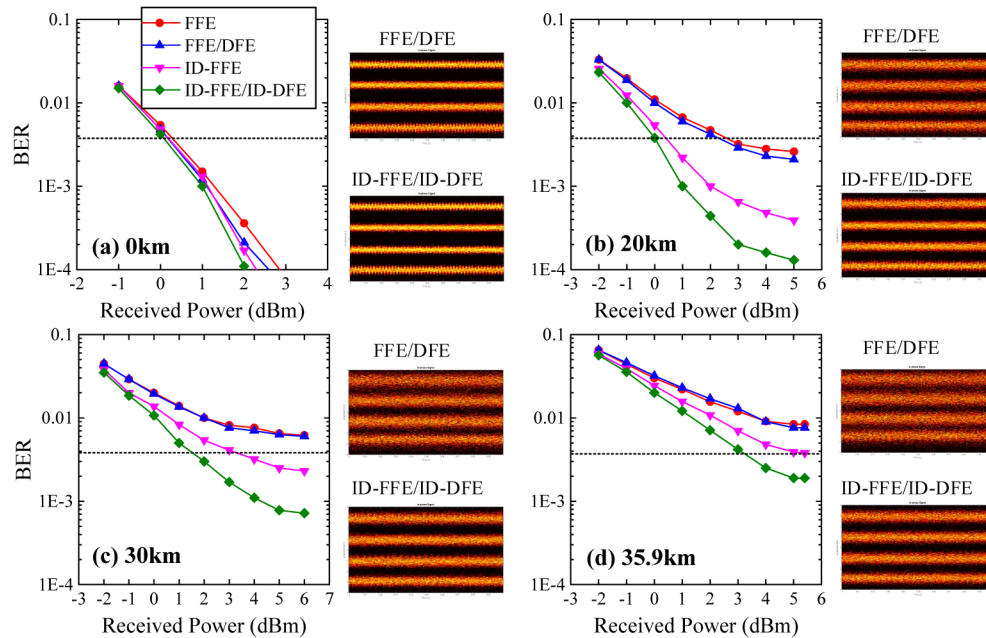 0.1
0.01
1E-3
1E-4
BER
FFE
FFE/DFE
ID-FFE
ID-FFE/ID-DFE
(a) 0km
-2 -1 0 1 2 3 4
Received Power (dBm)
FFE/DFE
ID-FFE/ID-DFE
0.1
0.01
1E-3
1E-4
BER
(b) 20km
-3 -2 -1 0 1 2 3 4 5 6
Received Power (dBm)
FFE/DFE
ID-FFE/ID-DFE
0.1
0.01
1E-3
1E-4
BER
(c) 30km
-3 -2 -1 0 1 2 3 4 5 6 7
Received Power (dBm)
FFE/DFE
ID-FFE/ID-DFE
0.1
0.01
1E-3
1E-4
BER
(d) 35.9km
-3 -2 -1 0 1 2 3 4 5 6
Received Power (dBm)
FFE/DFE
ID-FFE/ID-DFE